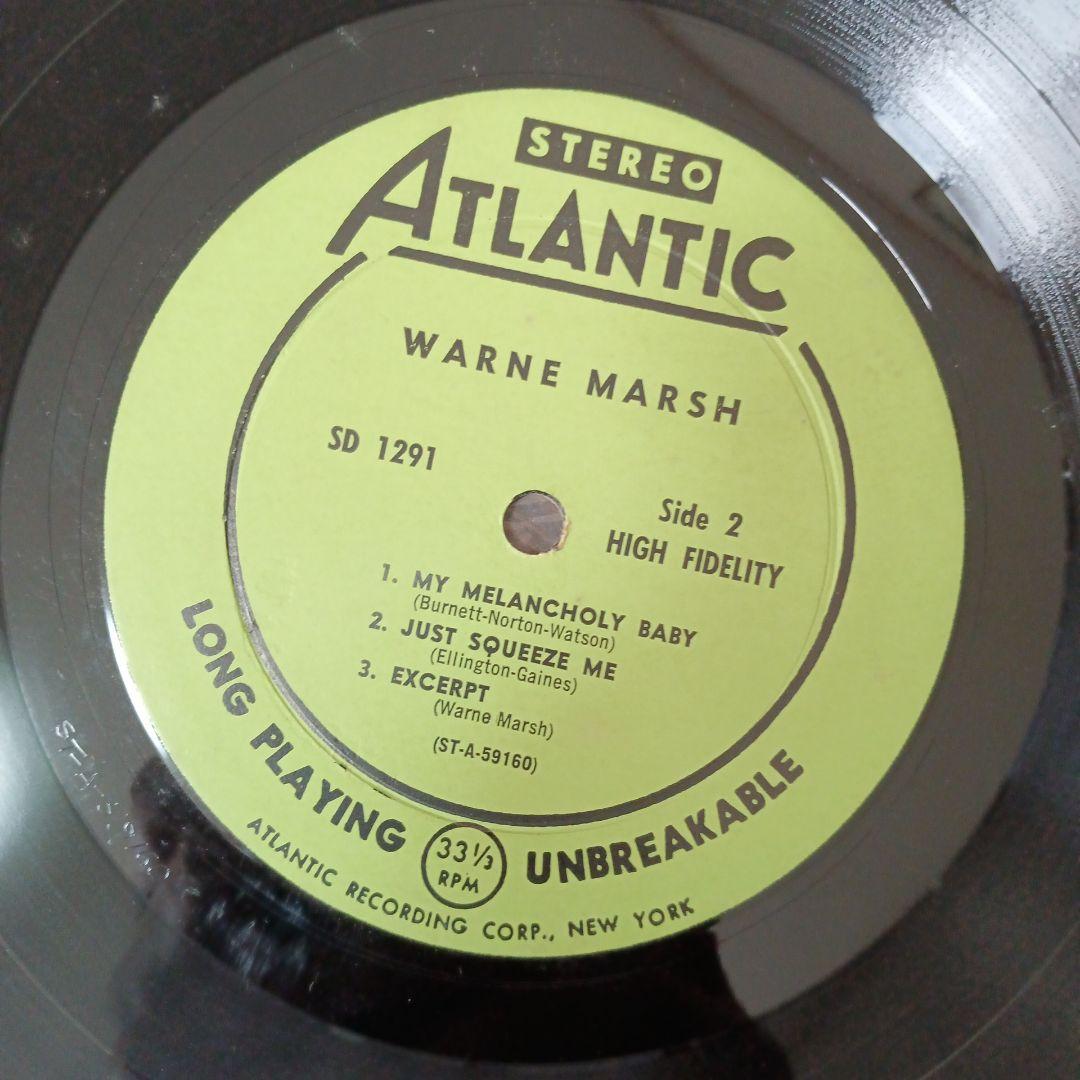 STEREO
ATLANTIC
WARNE MARSH
SD 1291
Side 2
HIGH FIDELITY
1. MY MELANCHOLY BABY
(Burnett-Norton-Watson)
2. JUST SQUEEZE ME
(Ellington-Gaines)
3. EXCERPT
(Warne Marsh)
(ST-A-59160)
LONG PLAYING 33 1/3 RPM UNBREAKABLE
ATLANTIC RECORDING CORP., NEW YORK